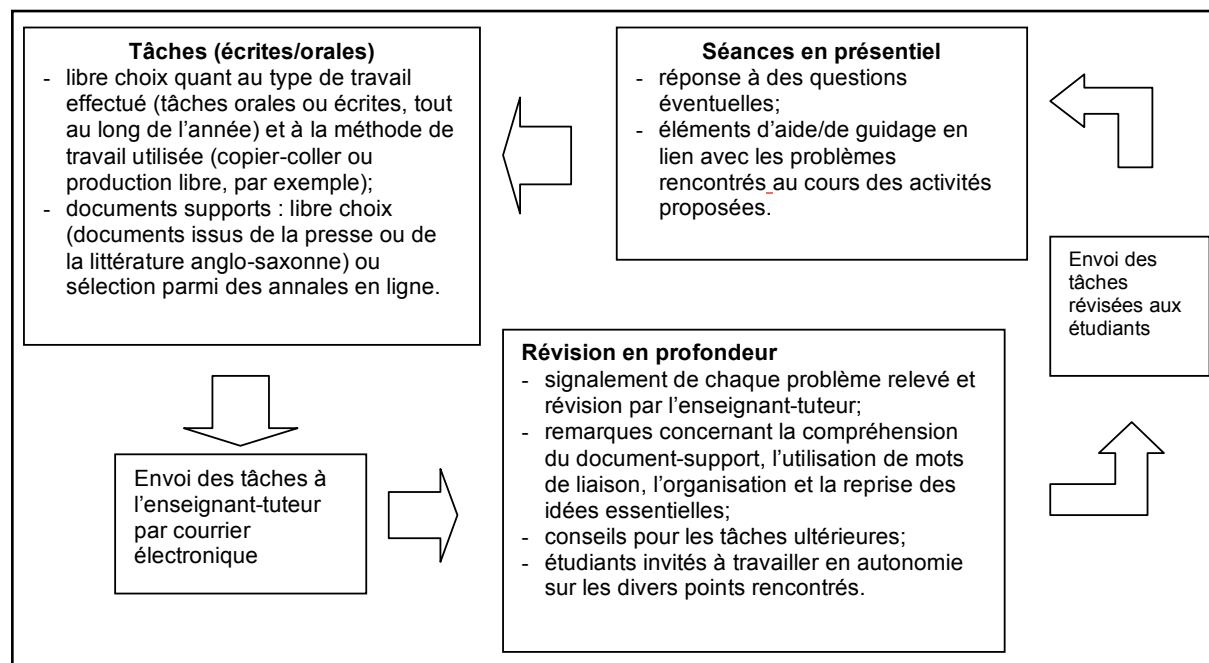 Tâches (écrites/orales)
- libre choix quant au type de travail
effectué (tâches orales ou écrites, tout
au long de l’année) et à la méthode de
travail utilisée (copier-coller ou
production libre, par exemple);
- documents supports : libre choix
(documents issus de la presse ou de
la littérature anglo-saxonne) ou
sélection parmi des annales en ligne.
Séances en présentiel
- réponse à des questions
éventuelles;
- éléments d’aide/de guidage en
lien avec les problèmes
rencontrés au cours des activités
proposées.
Envoi des
tâches
révisées aux
étudiants
Envoi des tâches à
l’enseignant-tuteur
par courrier
électronique
Révision en profondeur
- signalement de chaque problème relevé et
révision par l’enseignant-tuteur;
- remarques concernant la compréhension
du document-support, l’utilisation de mots
de liaison, l’organisation et la reprise des
idées essentielles;
- conseils pour les tâches ultérieures;
- étudiants invités à travailler en autonomie
sur les divers points rencontrés.